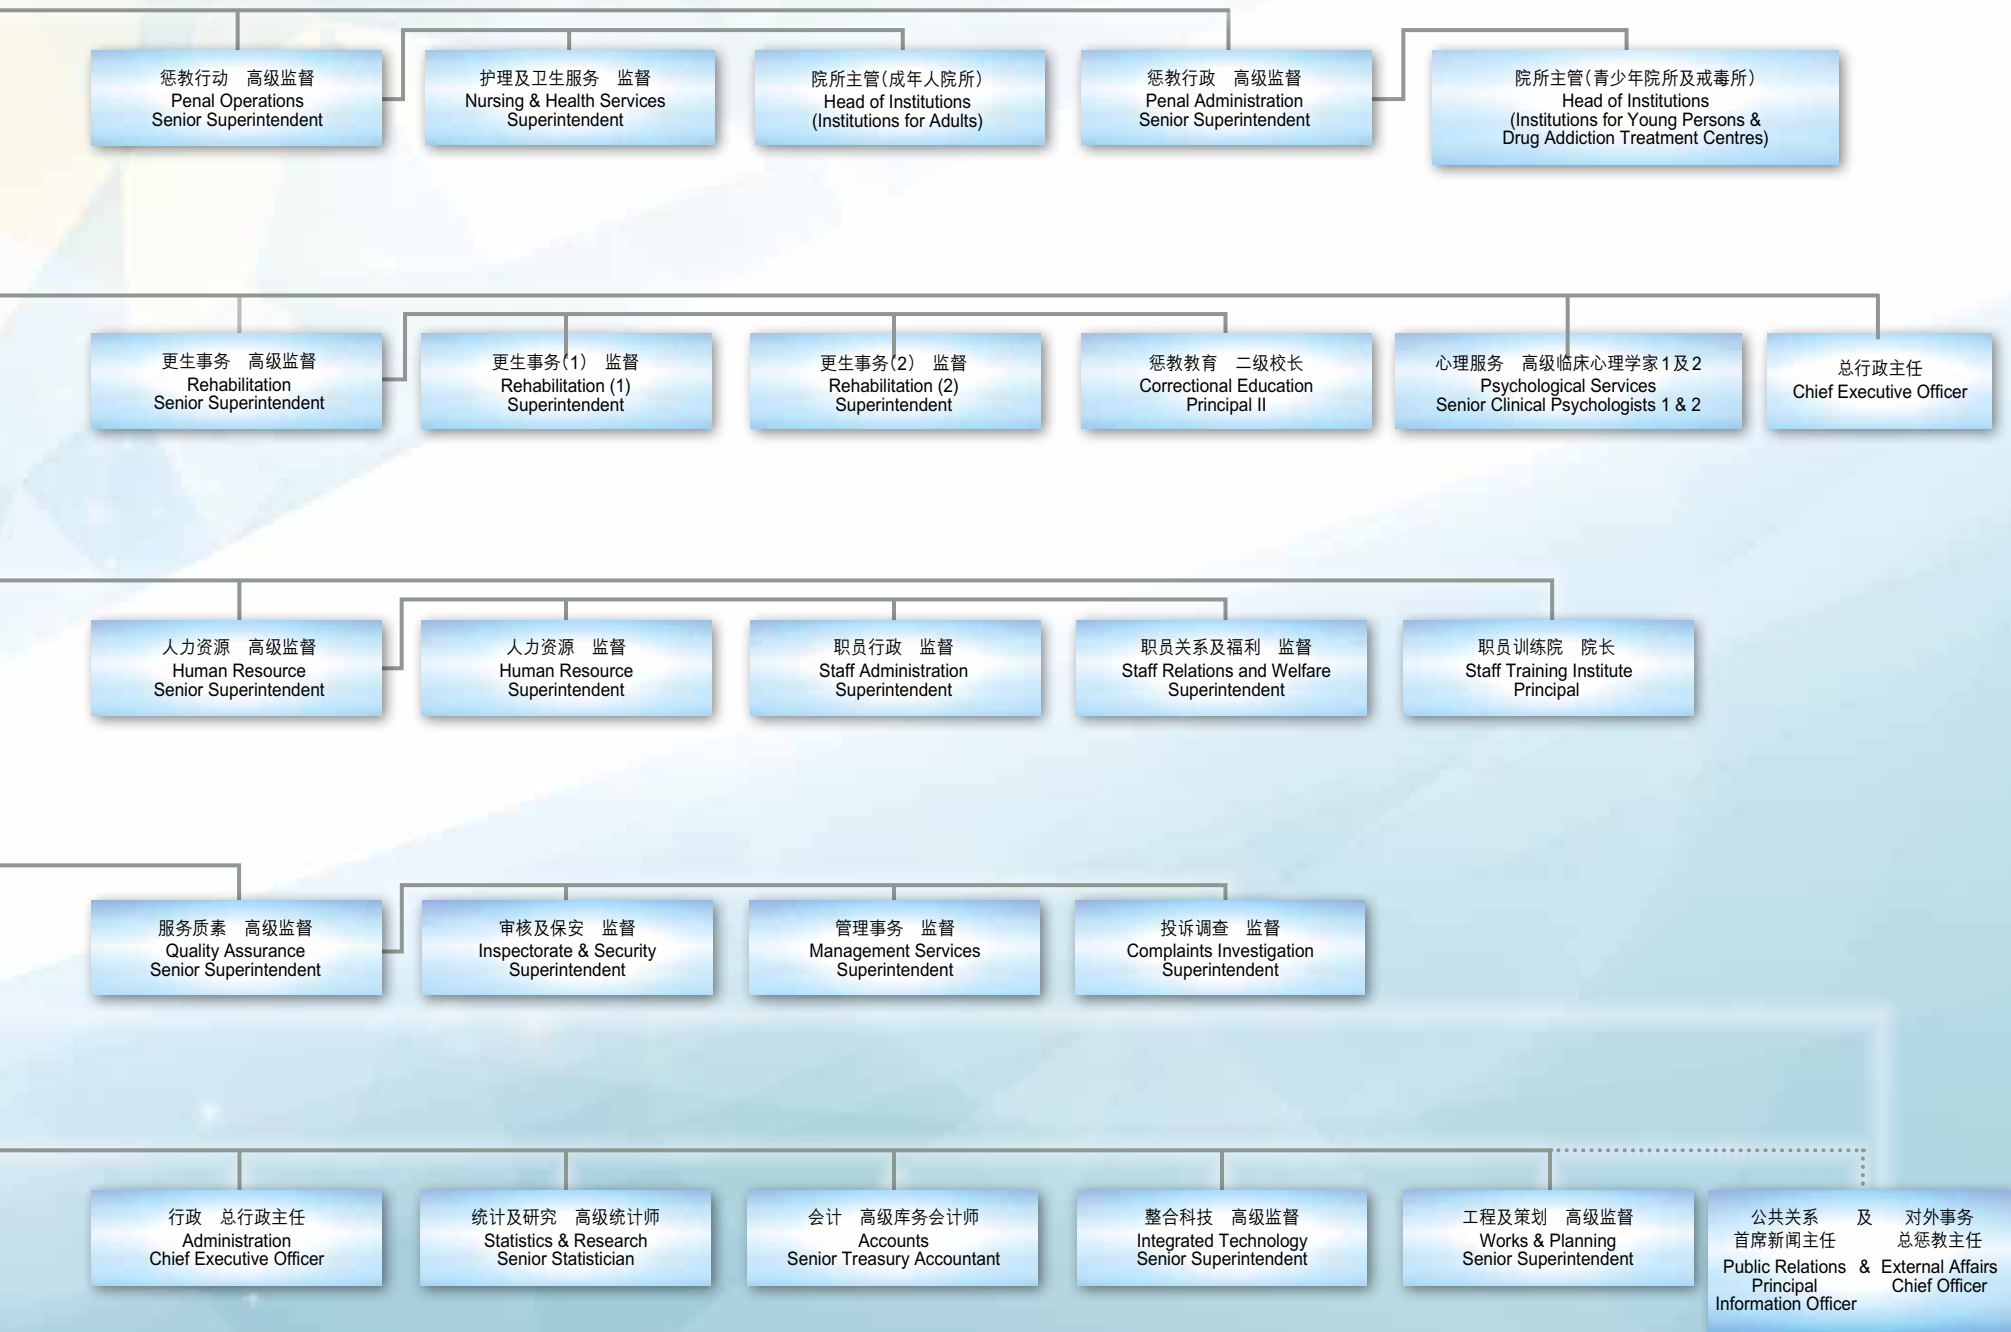 惩教行动　高级监督
Penal Operations
Senior Superintendent
护理及卫生服务　监督
Nursing & Health Services
Superintendent
院所主管（成年人院所）
Head of Institutions
(Institutions for Adults)
惩教行政　高级监督
Penal Administration
Senior Superintendent
院所主管（青少年院所及戒毒所）
Head of Institutions
(Institutions for Young Persons &
Drug Addiction Treatment Centres)
更生事务　高级监督
Rehabilitation
Senior Superintendent
更生事务（1）　监督
Rehabilitation (1)
Superintendent
更生事务（2）　监督
Rehabilitation (2)
Superintendent
惩教教育　二级校长
Correctional Education
Principal II
心理服务　高级临床心理学家1及2
Psychological Services
Senior Clinical Psychologists 1 & 2
总行政主任
Chief Executive Officer
人力资源　高级监督
Human Resource
Senior Superintendent
人力资源　监督
Human Resource
Superintendent
职员行政　监督
Staff Administration
Superintendent
职员关系及福利　监督
Staff Relations and Welfare
Superintendent
职员训练院　院长
Staff Training Institute
Principal
服务质素　高级监督
Quality Assurance
Senior Superintendent
审核及保安　监督
Inspectorate & Security
Superintendent
管理事务　监督
Management Services
Superintendent
投诉调查　监督
Complaints Investigation
Superintendent
行政　总行政主任
Administration
Chief Executive Officer
统计及研究　高级统计师
Statistics & Research
Senior Statistician
会计　高级库务会计师
Accounts
Senior Treasury Accountant
整合科技　高级监督
Integrated Technology
Senior Superintendent
工程及策划　高级监督
Works & Planning
Senior Superintendent
公共关系　及　对外事务
首席新闻主任　总惩教主任
Public Relations & External Affairs
Principal Chief Officer
Information Officer